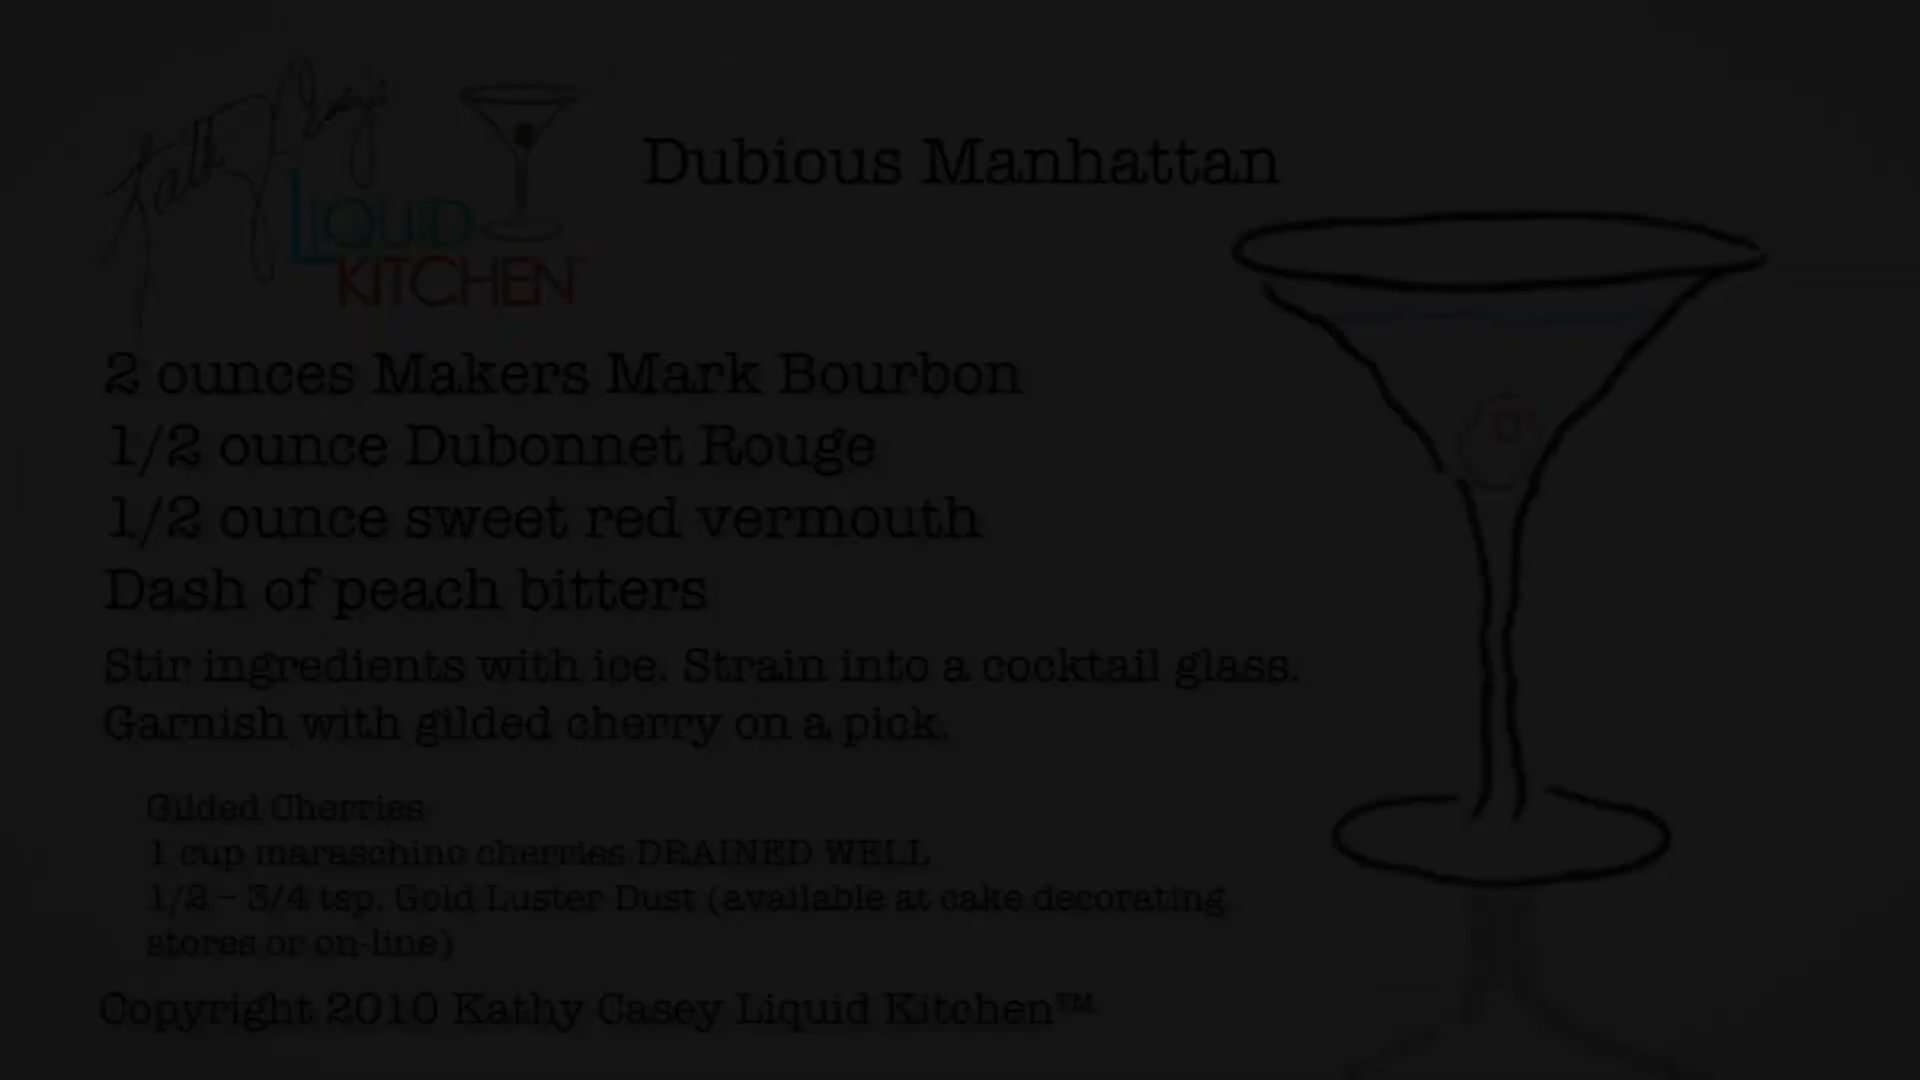 Kathy Casey's
LIQUID
KITCHEN™
Dubious Manhattan
2 ounces Makers Mark Bourbon
1/2 ounce Dubonnet Rouge
1/2 ounce sweet red vermouth
Dash of peach bitters
Stir ingredients with ice. Strain into a cocktail glass.
Garnish with gilded cherry on a pick.
Gilded Cherries
1 cup maraschino cherries DRAINED WELL
1/2 - 3/4 tsp. Gold Luster Dust (available at cake decorating
stores or on-line)
Copyright 2010 Kathy Casey Liquid Kitchen™